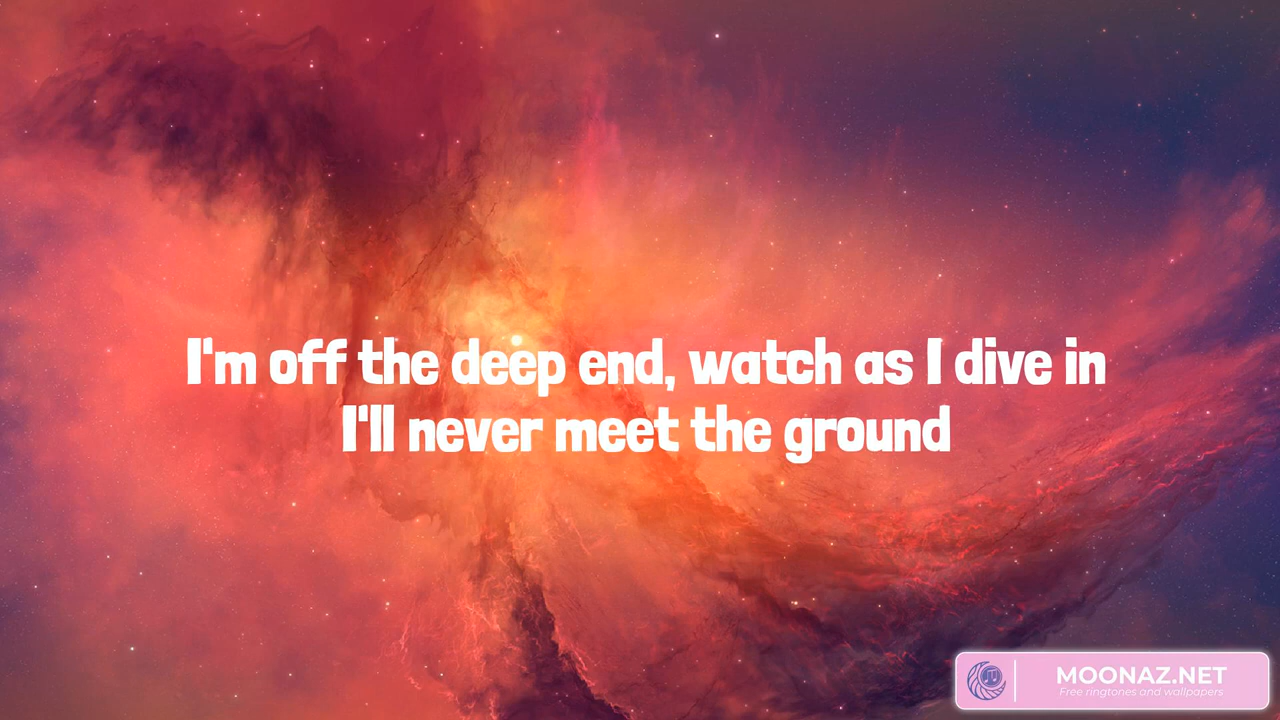 I'm off the deep end, watch as I dive in
I'll never meet the ground
MOONAZ.NET
Free ringtones and wallpapers